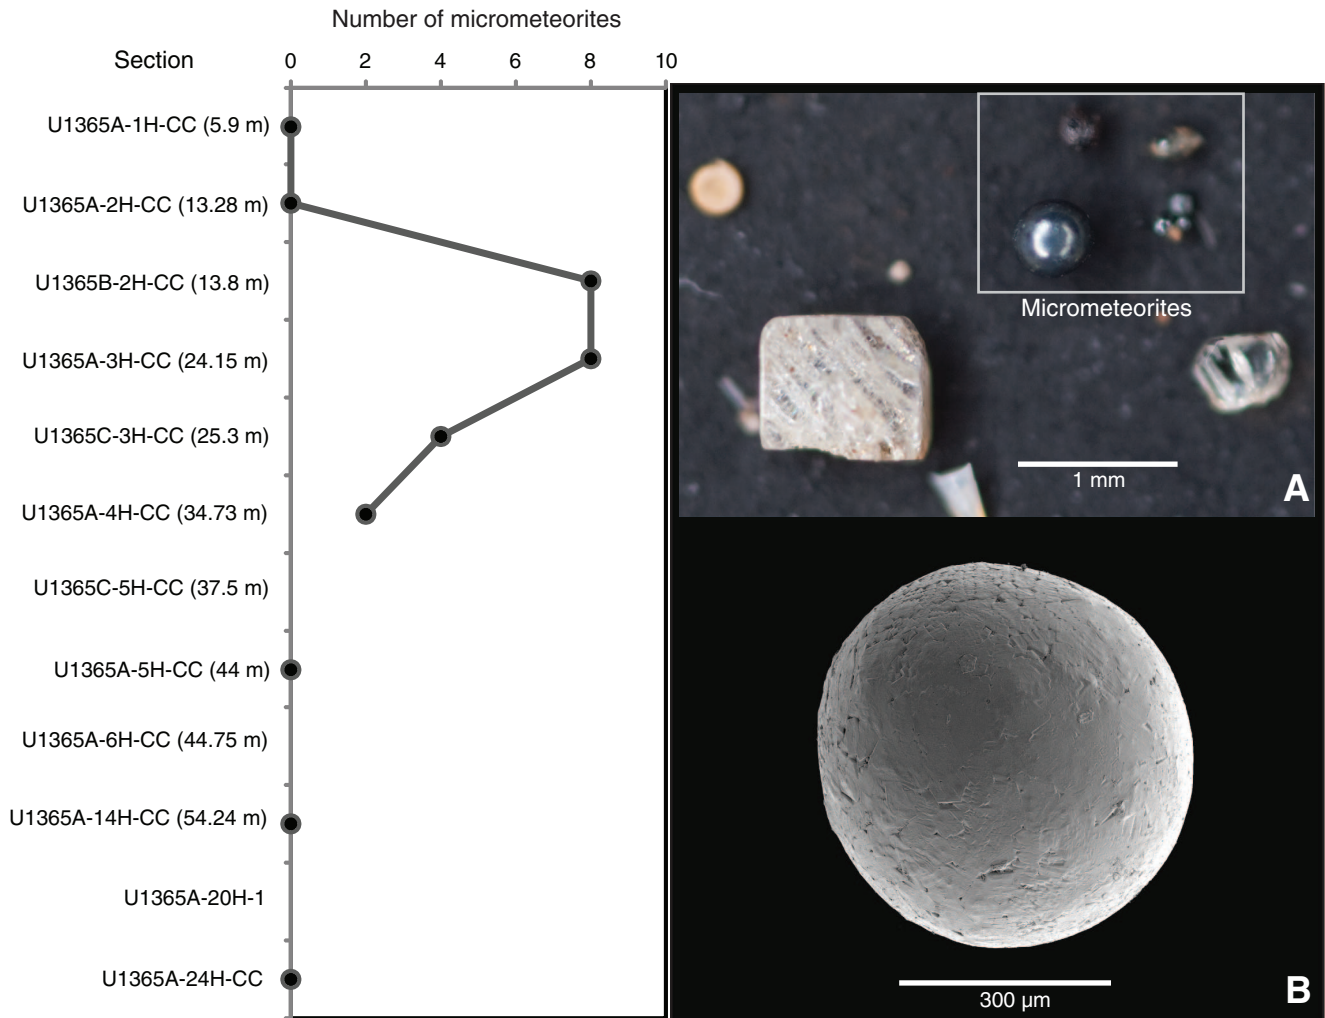 Number of micrometeorites
Section
0 2 4 6 8 10
U1365A-1H-CC (5.9 m)
U1365A-2H-CC (13.28 m)
U1365B-2H-CC (13.8 m)
U1365A-3H-CC (24.15 m)
U1365C-3H-CC (25.3 m)
U1365A-4H-CC (34.73 m)
U1365C-5H-CC (37.5 m)
U1365A-5H-CC (44 m)
U1365A-6H-CC (44.75 m)
U1365A-14H-CC (54.24 m)
U1365A-20H-1
U1365A-24H-CC
Micrometeorites
1 mm
A
300 µm
B